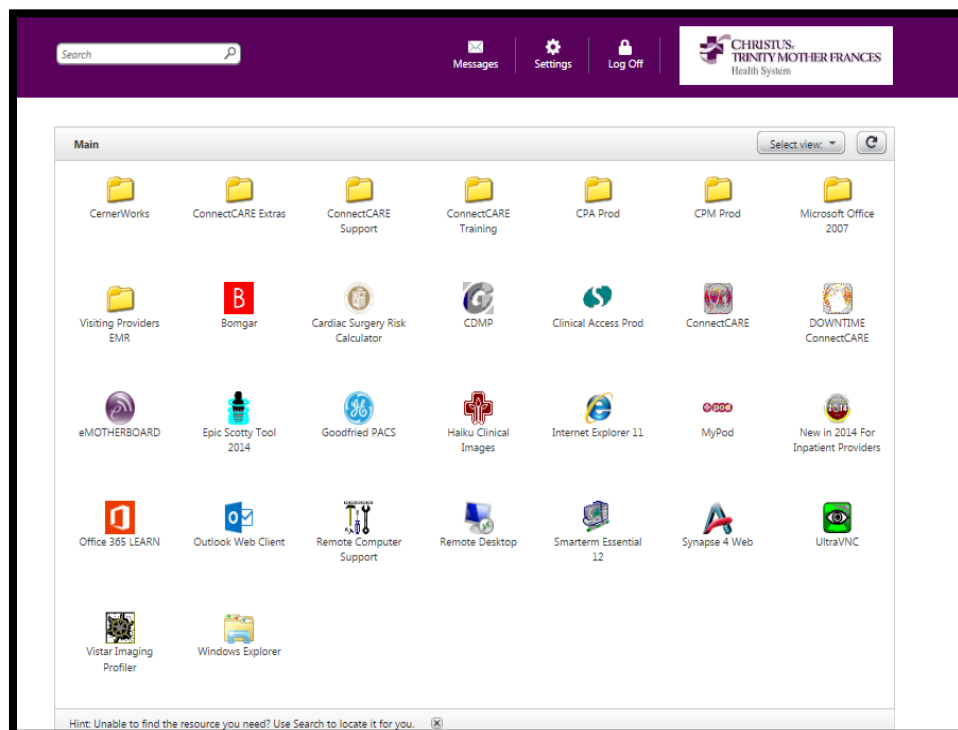 Search
Messages
Settings
Log Off
CHRISTUS.
TRINITY MOTHER FRANCES
Health System
Main
Select view:
CernerWorks
ConnectCARE Extras
ConnectCARE
Support
ConnectCARE
Training
CPA Prod
CPM Prod
Microsoft Office
2007
Visiting Providers
EMR
B
Bomgar
Cardiac Surgery Risk
Calculator
CDMP
Clinical Access Prod
ConnectCARE
DOWNTIME
ConnectCARE
eMOTHERBOARD
Epic Scotty Tool
2014
Goodfried PACS
Haiku Clinical
Images
Internet Explorer 11
MyPod
2014
New in 2014 For
Inpatient Providers
Office 365 LEARN
Outlook Web Client
Remote Computer
Support
Remote Desktop
Smarterm Essential
12
Synapse 4 Web
UltraVNC
Vistar Imaging
Profiler
Windows Explorer
Hint: Unable to find the resource you need? Use Search to locate it for you.